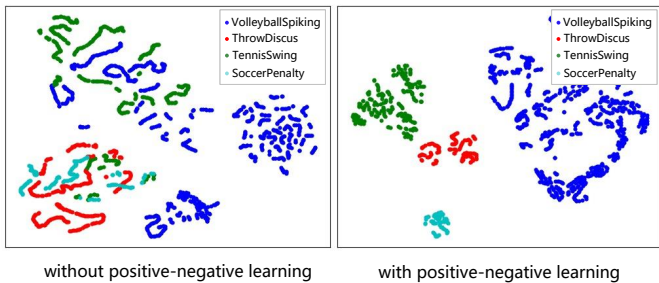 VolleyballSpiking
ThrowDiscus
TennisSwing
SoccerPenalty
VolleyballSpiking
ThrowDiscus
TennisSwing
SoccerPenalty
without positive-negative learning
with positive-negative learning